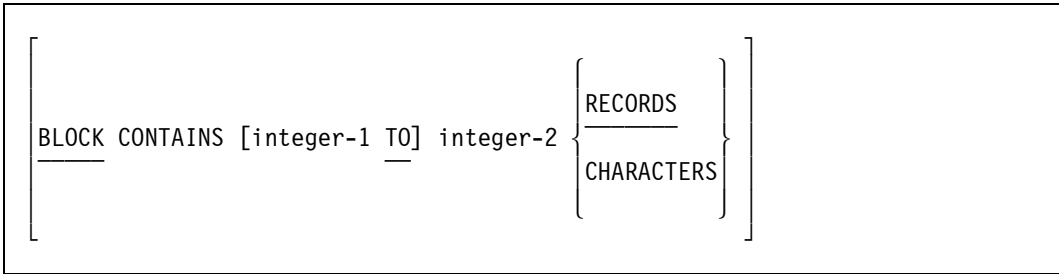 RECORDS
BLOCK CONTAINS [integer-1 TO] integer-2
CHARACTERS